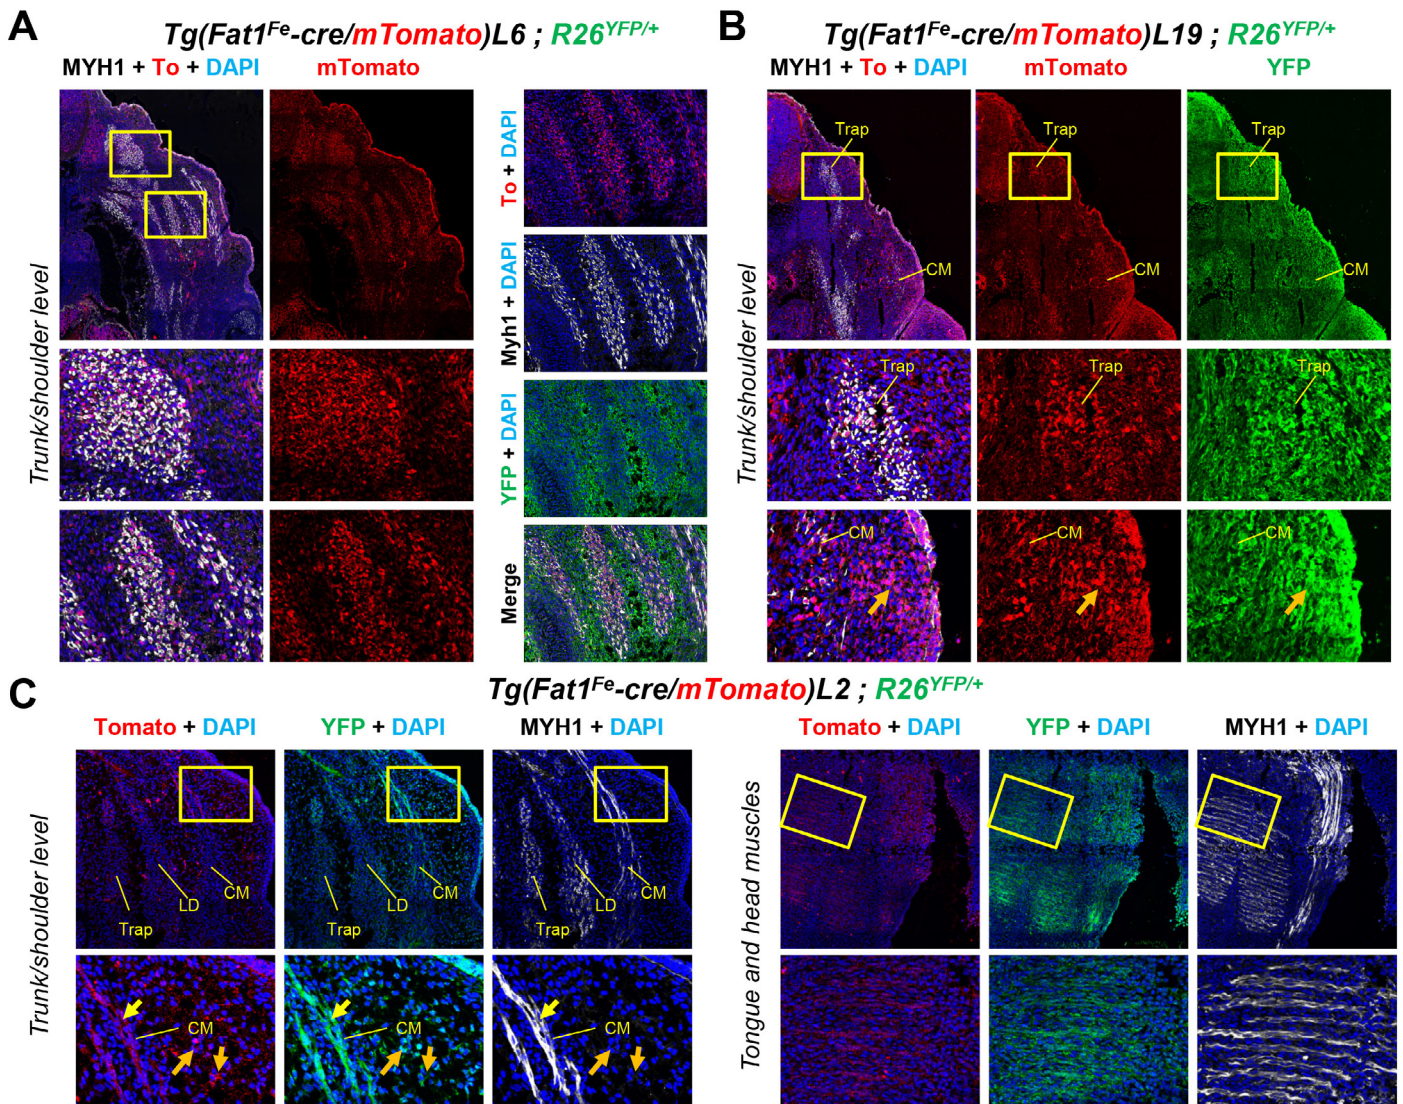 A
Tg(Fat1Fe-cre/mTomato)L6 ; R26YFP/+
MYH1 + To + DAPI
mTomato
Trunk/shoulder level
To + DAPI
Myh1 + DAPI
YFP + DAPI
Merge
B
Tg(Fat1Fe-cre/mTomato)L19 ; R26YFP/+
MYH1 + To + DAPI
mTomato
YFP
Trunk/shoulder level
Trap
Trap
Trap
CM
CM
CM
Trap
Trap
Trap
CM
CM
CM
C
Tg(Fat1Fe-cre/mTomato)L2 ; R26YFP/+
Tomato + DAPI
YFP + DAPI
MYH1 + DAPI
Trunk/shoulder level
CM
LD
Trap
CM
LD
Trap
CM
LD
Trap
CM
CM
CM
Tomato + DAPI
YFP + DAPI
MYH1 + DAPI
Tongue and head muscles